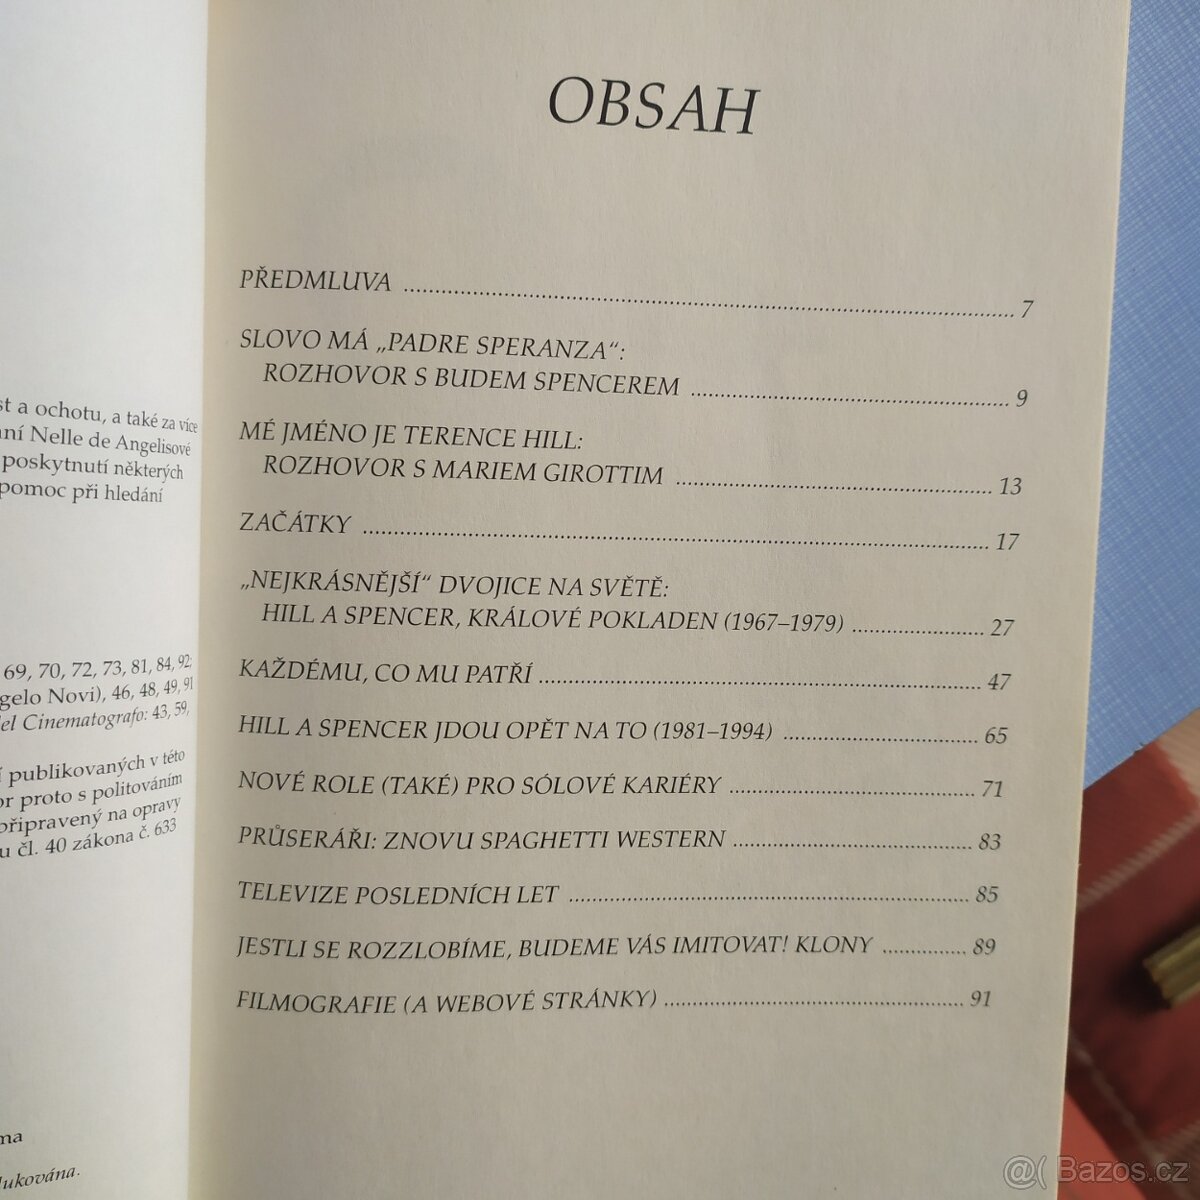 st a ochotu, a také za více
Nelle de Angelisové
poskytnutí některých
pomoc při hledání
69, 70, 72, 73, 81, 84, 92;
gelo Novi), 46, 48, 49, 91
el Cinematografo: 43, 59,
í publikovaných v této
or proto s politováním
připravený na opravy
u čl. 40 zákona č. 633
ma
lukována.
OBSAH
PŘEDMLUVA ........ 7
SLOVO MÁ „PADRE SPERANZA“:
ROZHOVOR S BUDEM SPENCEREM ........ 9
MÉ JMÉNO JE TERENCE HILL:
ROZHOVOR S MARIEM GIROTTIM ........ 13
ZAČÁTKY ........ 17
„NEJKRÁSNĚJŠÍ“ DVOJICE NA SVĚTĚ:
HILL A SPENCER, KRÁLOVÉ POKLADEN (1967–1979) ........ 27
KAŽDÉMU, CO MU PATŘÍ ........ 47
HILL A SPENCER JDOU OPĚT NA TO (1981–1994) ........ 65
NOVÉ ROLE (TAKÉ) PRO SÓLOVÉ KARIÉRY ........ 71
PRŮSERÁŘI: ZNOVU SPAGHETTI WESTERN ........ 83
TELEVIZE POSLEDNÍCH LET ........ 85
JESTLI SE ROZZLOBÍME, BUDEME VÁS IMITOVAT! KLONY ........ 89
FILMOGRAFIE (A WEBOVÉ STRÁNKY) ........ 91
@( Bazos.cz